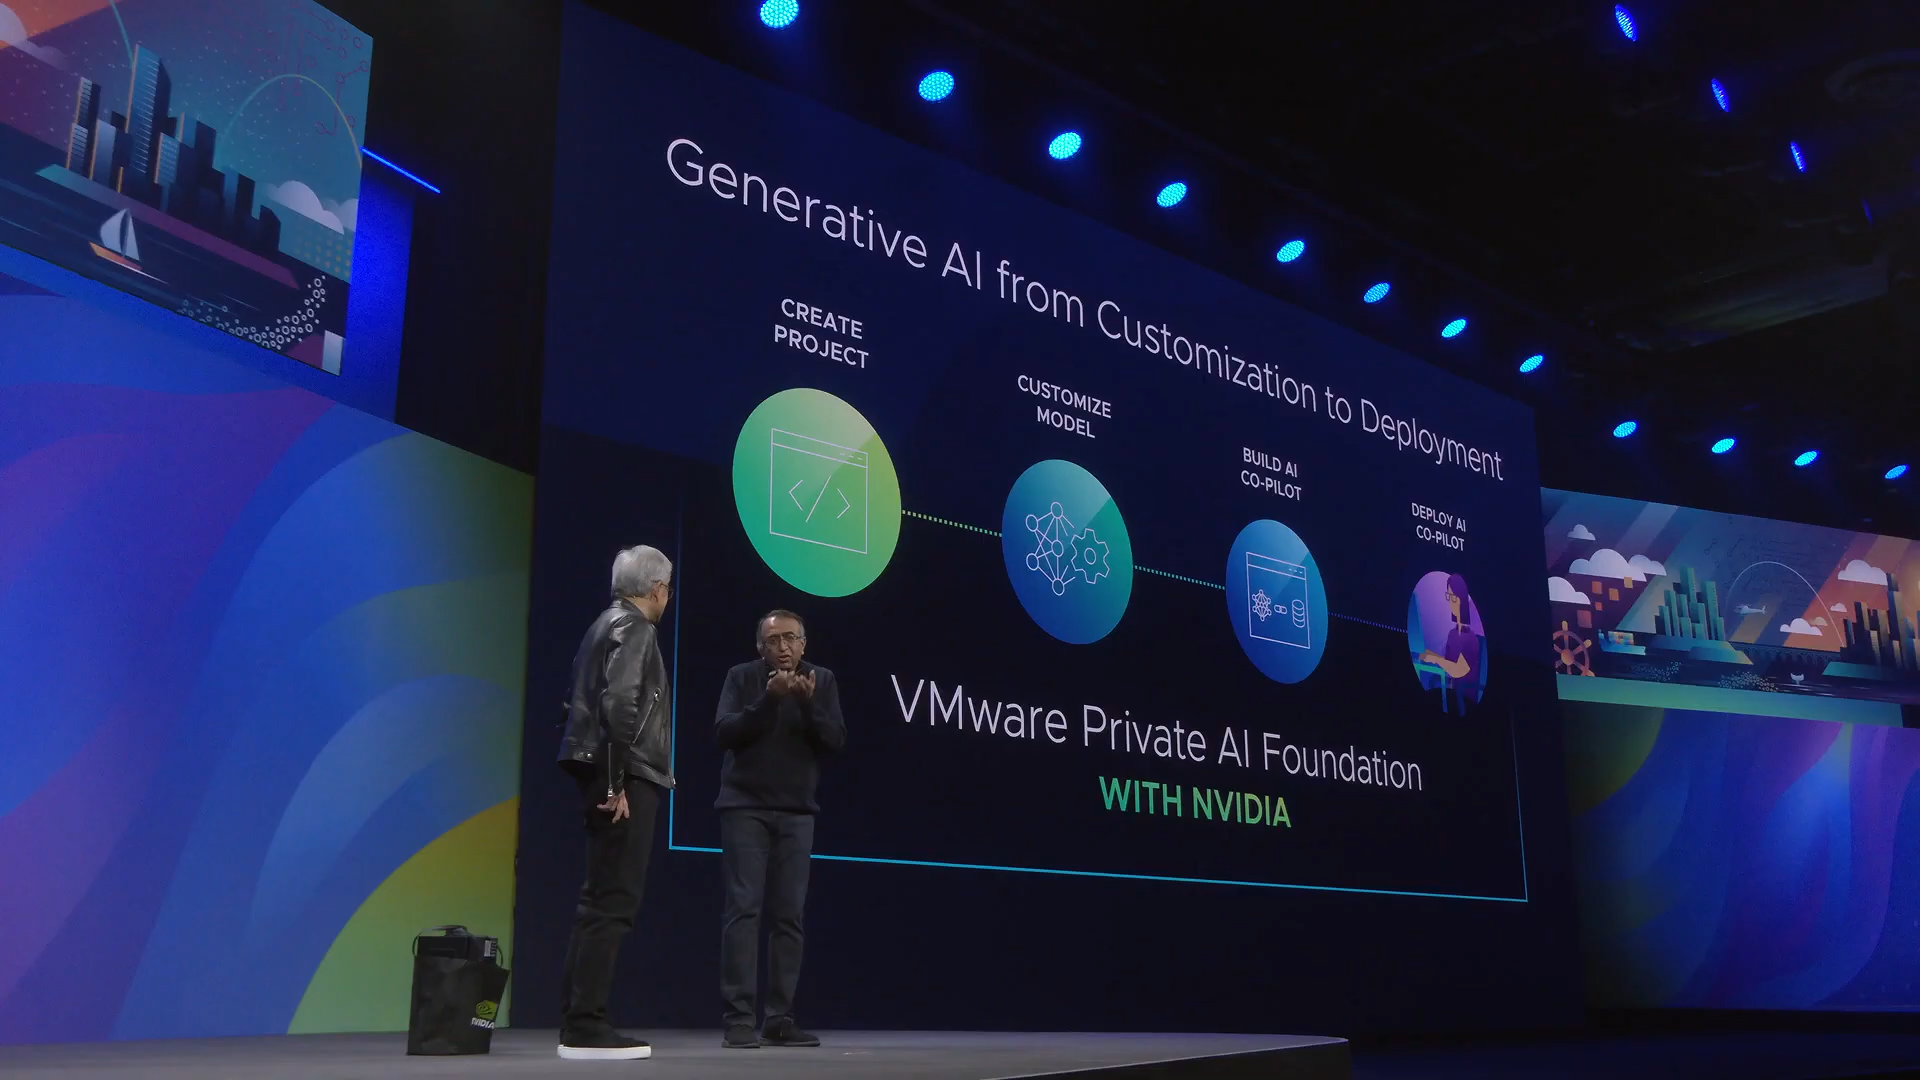 Generative AI from Customization to Deployment
CREATE
PROJECT
CUSTOMIZE
MODEL
BUILD AI
CO-PILOT
DEPLOY AI
CO-PILOT
VMware Private AI Foundation
WITH NVIDIA
NVIDIA